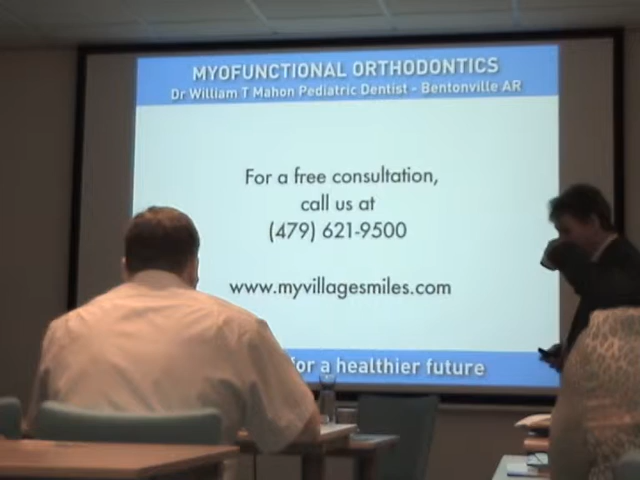 MYOFUNCTIONAL ORTHODONTICS
Dr William T Mahon Pediatric Dentist - Bentonville AR
For a free consultation,
call us at
(479) 621-9500
www.myvillagesmiles.com
for a healthier future